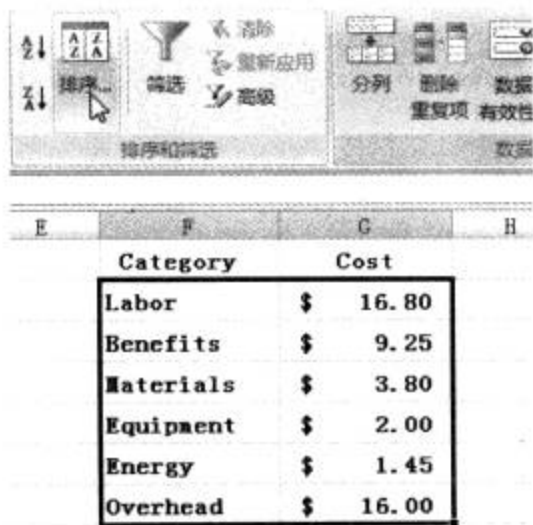 A Z 排序... 筛选 清除
重新应用
高级
Z A
分列 删除 重复项 数据 有效性
排序和筛选 数据
E F G H
Category Cost
Labor $ 16.80
Benefits $ 9.25
Materials $ 3.80
Equipment $ 2.00
Energy $ 1.45
Overhead $ 16.00